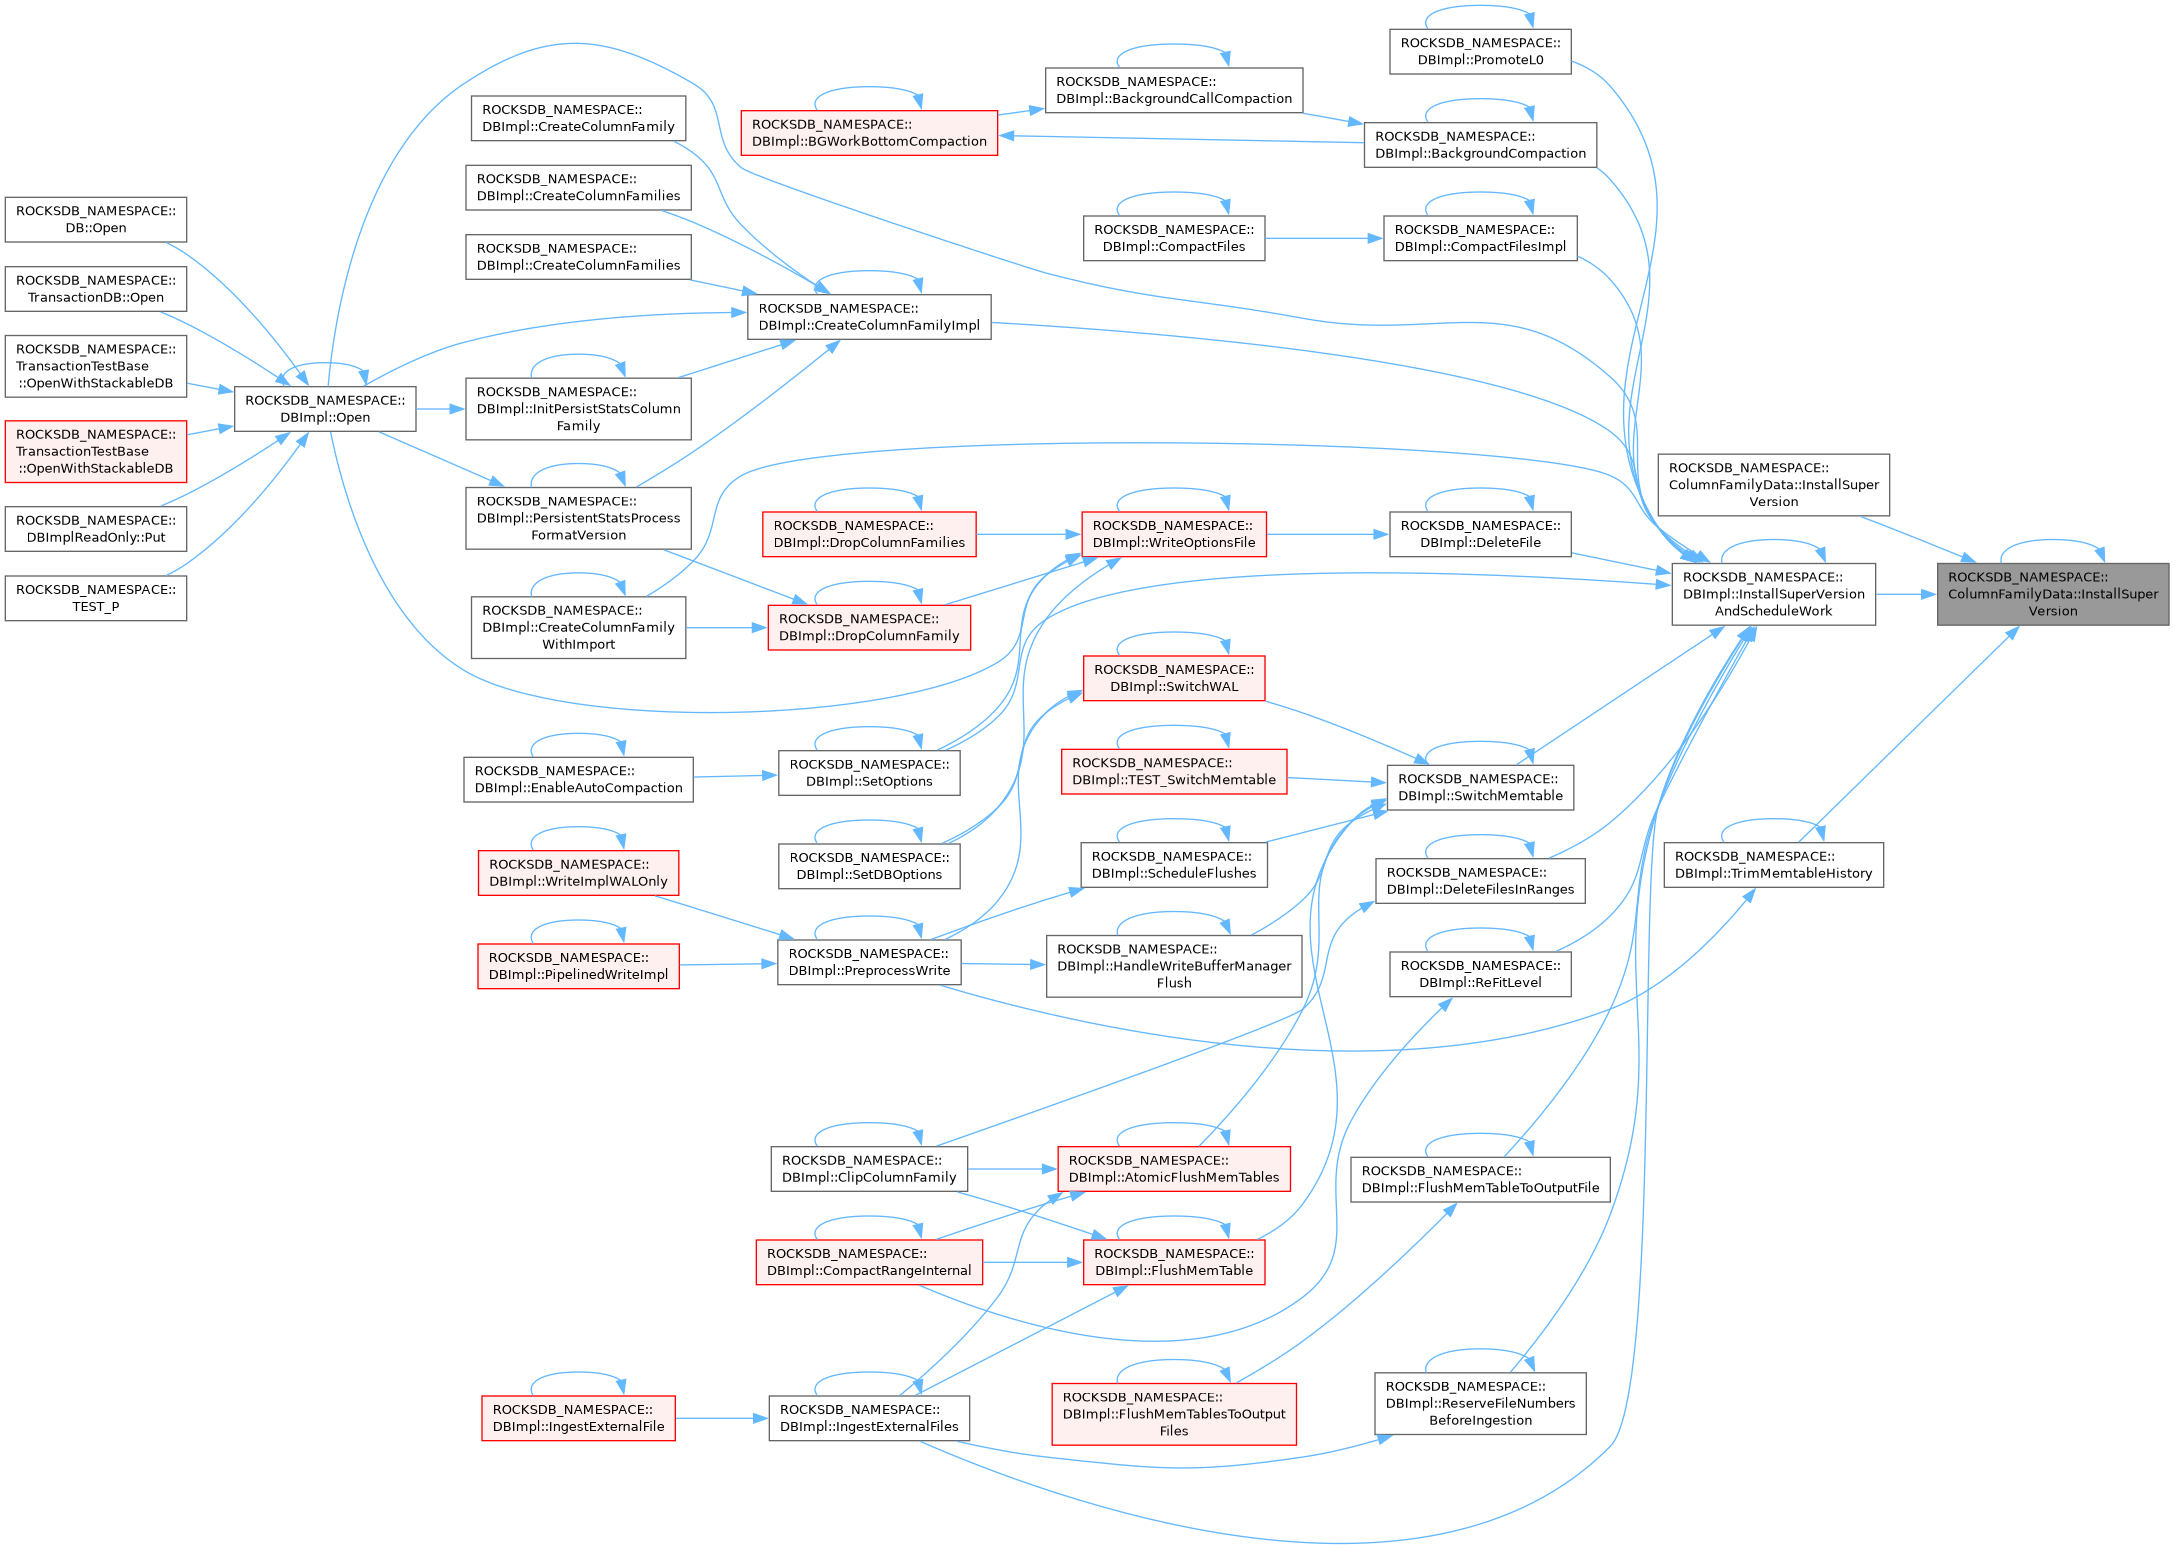 ROCKSDB_NAMESPACE::
DBImpl::PromoteL0
ROCKSDB_NAMESPACE::
DBImpl::BackgroundCallCompaction
ROCKSDB_NAMESPACE::
DBImpl::CreateColumnFamily
ROCKSDB_NAMESPACE::
DBImpl::BGWorkBottomCompaction
ROCKSDB_NAMESPACE::
DBImpl::BackgroundCompaction
ROCKSDB_NAMESPACE::
DBImpl::CreateColumnFamilies
ROCKSDB_NAMESPACE::
DB::Open
ROCKSDB_NAMESPACE::
DBImpl::CompactFiles
ROCKSDB_NAMESPACE::
DBImpl::CompactFilesImpl
ROCKSDB_NAMESPACE::
DBImpl::CreateColumnFamilies
ROCKSDB_NAMESPACE::
TransactionDB::Open
ROCKSDB_NAMESPACE::
DBImpl::CreateColumnFamilyImpl
ROCKSDB_NAMESPACE::
TransactionTestBase
::OpenWithStackableDB
ROCKSDB_NAMESPACE::
DBImpl::Open
ROCKSDB_NAMESPACE::
DBImpl::InitPersistStatsColumn
Family
ROCKSDB_NAMESPACE::
TransactionTestBase
::OpenWithStackableDB
ROCKSDB_NAMESPACE::
ColumnFamilyData::InstallSuper
Version
ROCKSDB_NAMESPACE::
DBImplReadOnly::Put
ROCKSDB_NAMESPACE::
DBImpl::PersistentStatsProcess
FormatVersion
ROCKSDB_NAMESPACE::
DBImpl::DropColumnFamilies
ROCKSDB_NAMESPACE::
DBImpl::WriteOptionsFile
ROCKSDB_NAMESPACE::
DBImpl::DeleteFile
ROCKSDB_NAMESPACE::
TEST_P
ROCKSDB_NAMESPACE::
DBImpl::CreateColumnFamily
WithImport
ROCKSDB_NAMESPACE::
DBImpl::DropColumnFamily
ROCKSDB_NAMESPACE::
DBImpl::InstallSuperVersion
AndScheduleWork
ROCKSDB_NAMESPACE::
ColumnFamilyData::InstallSuper
Version
ROCKSDB_NAMESPACE::
DBImpl::SwitchWAL
ROCKSDB_NAMESPACE::
DBImpl::EnableAutoCompaction
ROCKSDB_NAMESPACE::
DBImpl::SetOptions
ROCKSDB_NAMESPACE::
DBImpl::TEST_SwitchMemtable
ROCKSDB_NAMESPACE::
DBImpl::SwitchMemtable
ROCKSDB_NAMESPACE::
DBImpl::WriteImplWALOnly
ROCKSDB_NAMESPACE::
DBImpl::SetDBOptions
ROCKSDB_NAMESPACE::
DBImpl::ScheduleFlushes
ROCKSDB_NAMESPACE::
DBImpl::DeleteFilesInRanges
ROCKSDB_NAMESPACE::
DBImpl::TrimMemtableHistory
ROCKSDB_NAMESPACE::
DBImpl::PipelinedWriteImpl
ROCKSDB_NAMESPACE::
DBImpl::PreprocessWrite
ROCKSDB_NAMESPACE::
DBImpl::HandleWriteBufferManager
Flush
ROCKSDB_NAMESPACE::
DBImpl::ReFitLevel
ROCKSDB_NAMESPACE::
DBImpl::ClipColumnFamily
ROCKSDB_NAMESPACE::
DBImpl::AtomicFlushMemTables
ROCKSDB_NAMESPACE::
DBImpl::FlushMemTableToOutputFile
ROCKSDB_NAMESPACE::
DBImpl::CompactRangeInternal
ROCKSDB_NAMESPACE::
DBImpl::FlushMemTable
ROCKSDB_NAMESPACE::
DBImpl::IngestExternalFile
ROCKSDB_NAMESPACE::
DBImpl::IngestExternalFiles
ROCKSDB_NAMESPACE::
DBImpl::FlushMemTablesToOutput
Files
ROCKSDB_NAMESPACE::
DBImpl::ReserveFileNumbers
BeforeIngestion